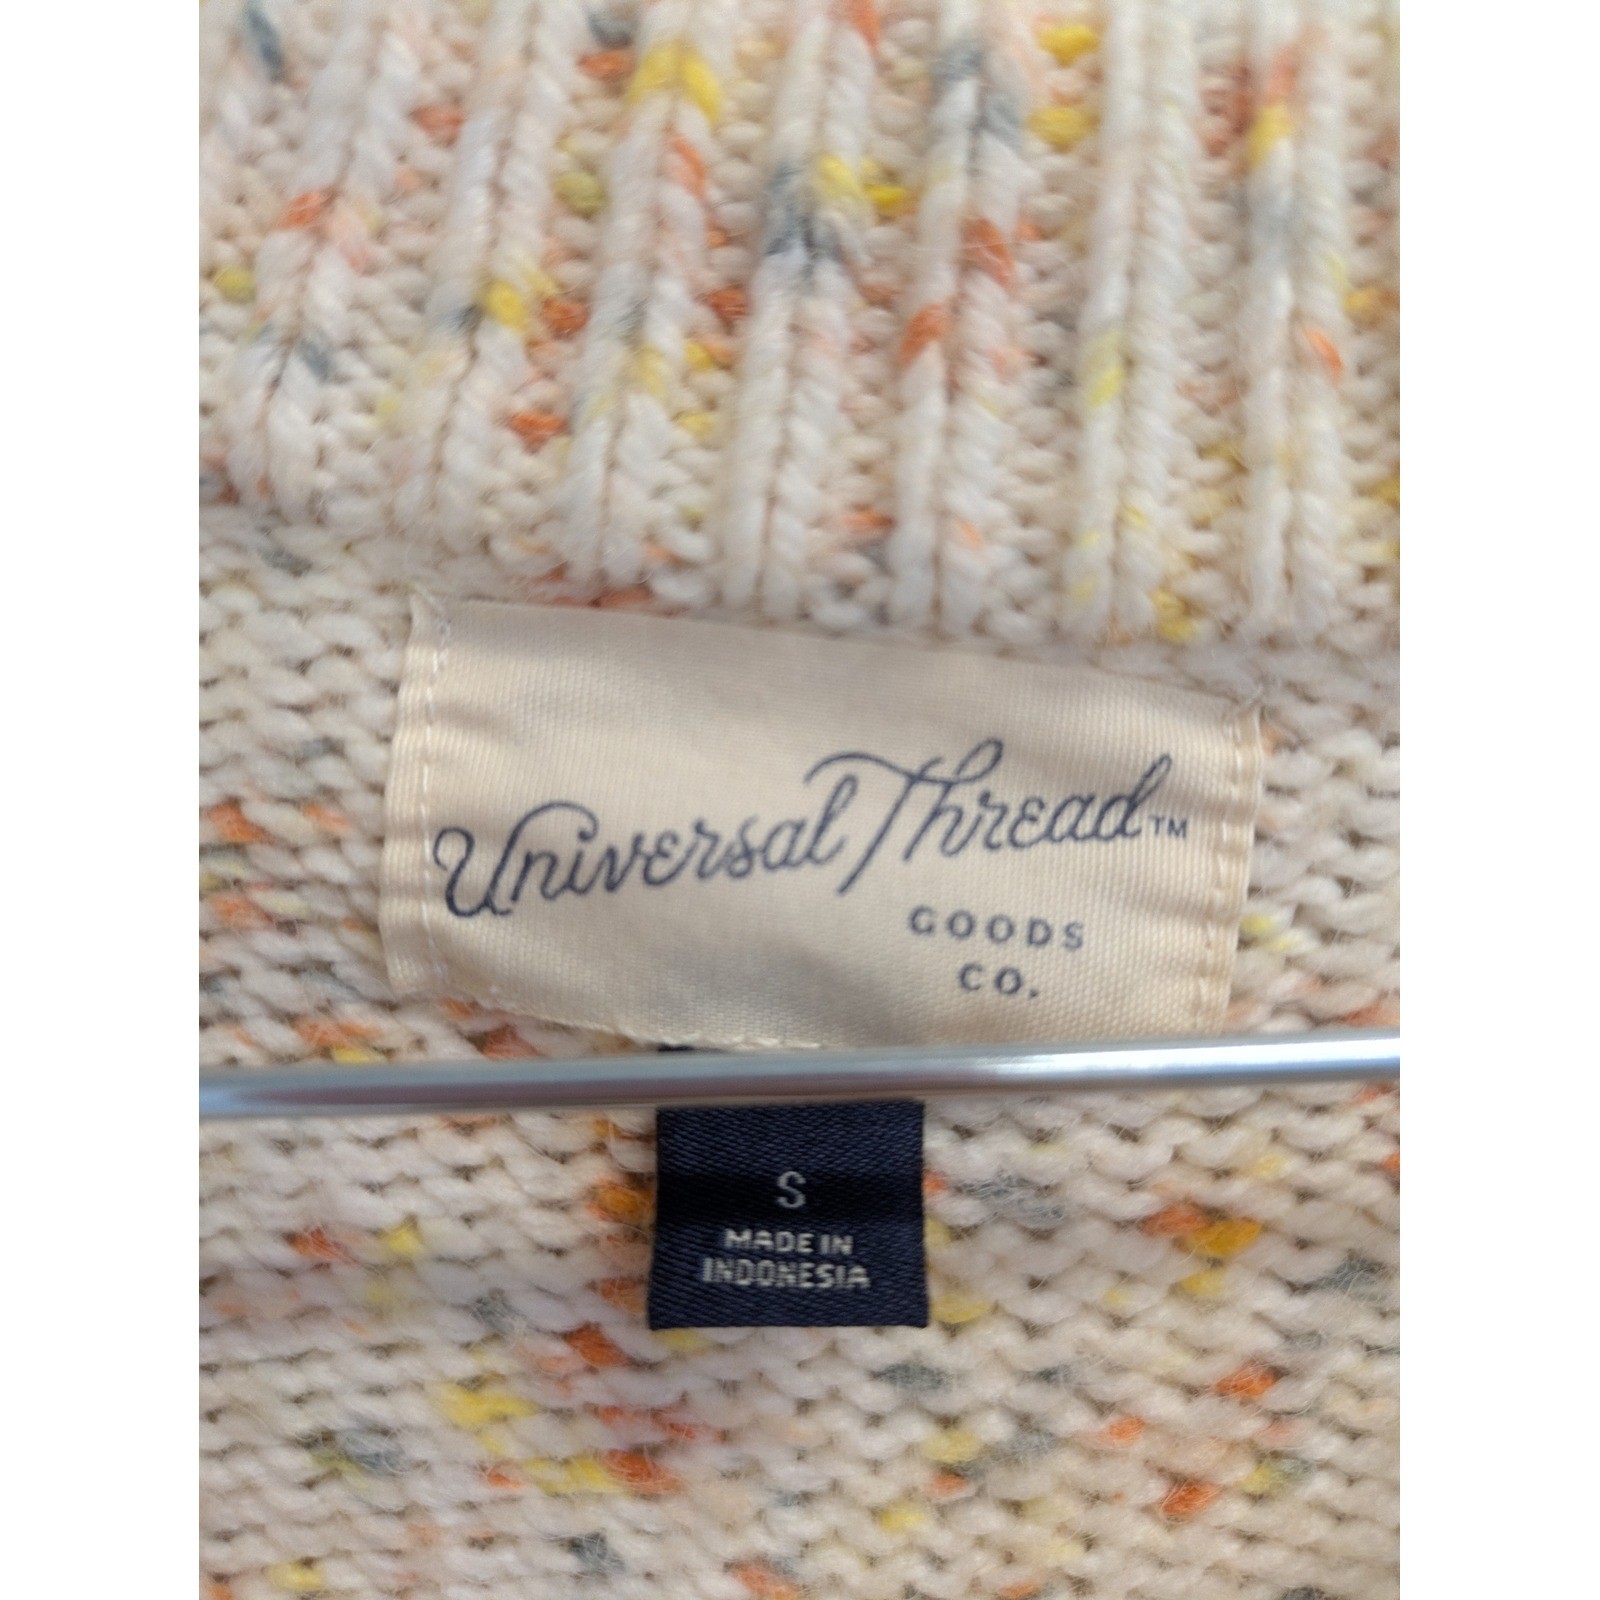 Universal Thread™
GOODS
CO.
S
MADE IN
INDONESIA